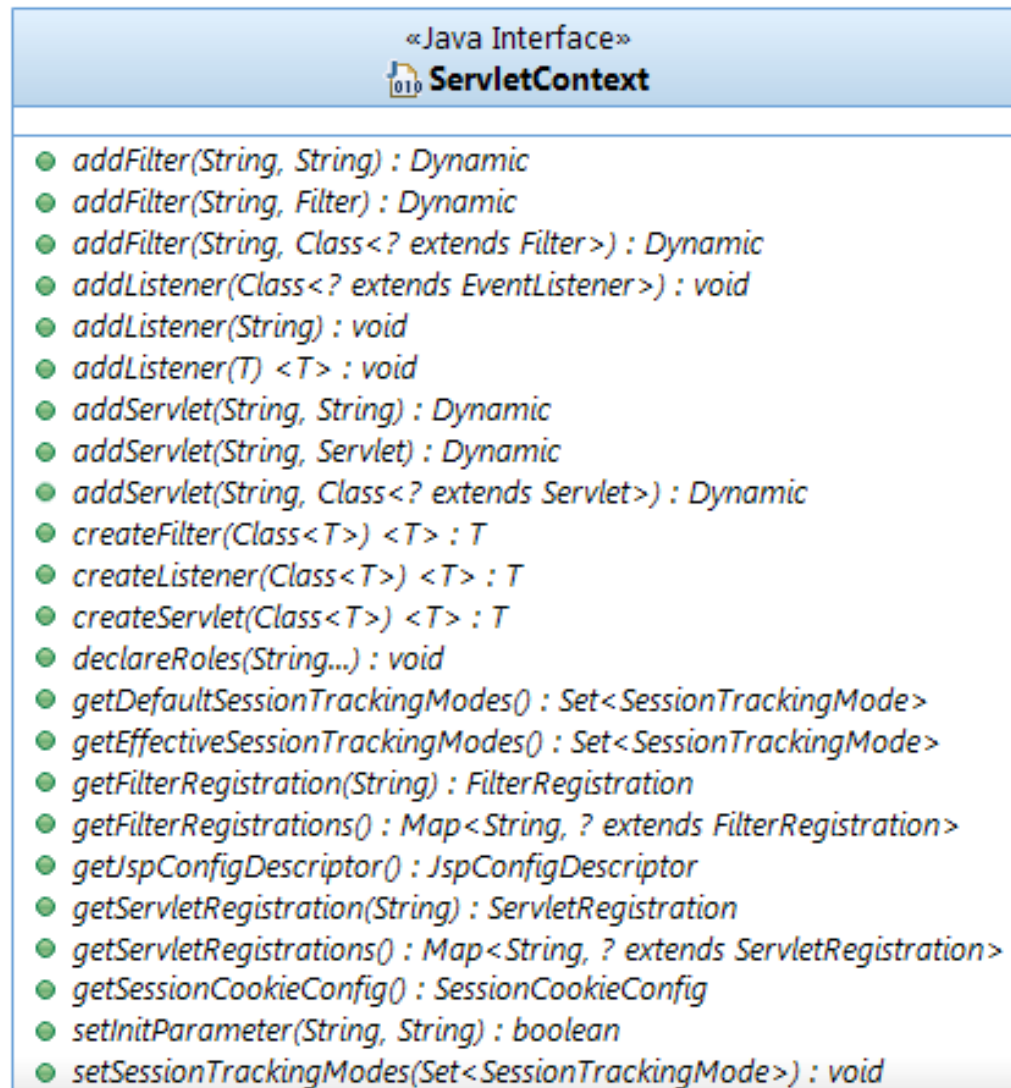 «Java Interface»
ServletContext
addFilter(String, String) : Dynamic
addFilter(String, Filter) : Dynamic
addFilter(String, Class<? extends Filter>) : Dynamic
addListener(Class<? extends EventListener>) : void
addListener(String) : void
addListener(T) <T> : void
addServlet(String, String) : Dynamic
addServlet(String, Servlet) : Dynamic
addServlet(String, Class<? extends Servlet>) : Dynamic
createFilter(Class<T>) <T> : T
createListener(Class<T>) <T> : T
createServlet(Class<T>) <T> : T
declareRoles(String...) : void
getDefaultSessionTrackingModes() : Set<SessionTrackingMode>
getEffectiveSessionTrackingModes() : Set<SessionTrackingMode>
getFilterRegistration(String) : FilterRegistration
getFilterRegistrations() : Map<String, ? extends FilterRegistration>
getJspConfigDescriptor() : JspConfigDescriptor
getServletRegistration(String) : ServletRegistration
getServletRegistrations() : Map<String, ? extends ServletRegistration>
getSessionCookieConfig() : SessionCookieConfig
setInitParameter(String, String) : boolean
setSessionTrackingModes(Set<SessionTrackingMode>) : void